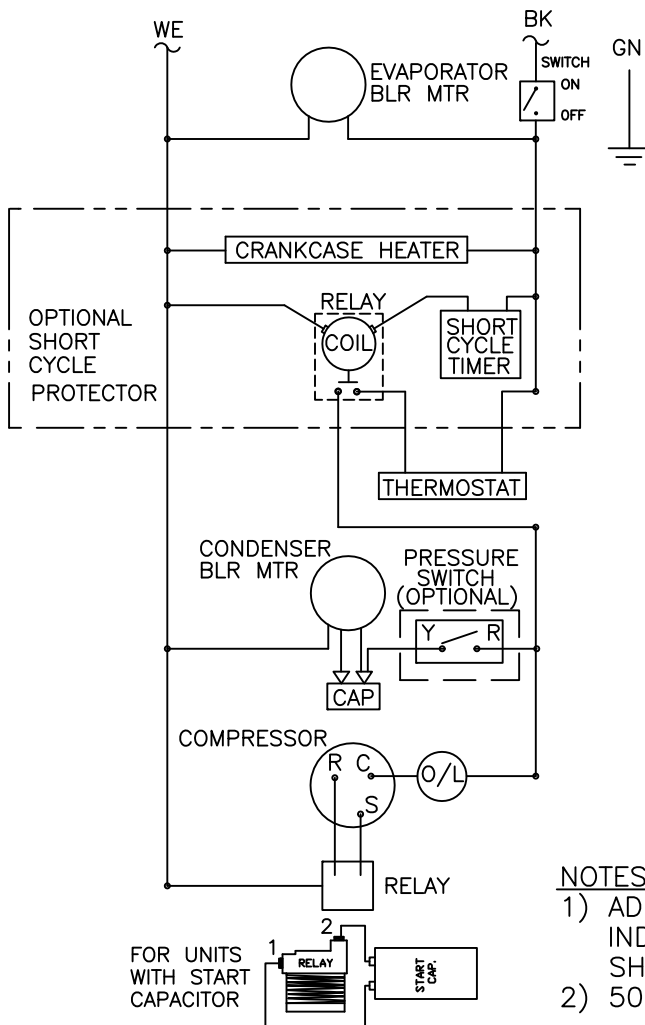 WE
BK
GN
SWITCH
ON
OFF
EVAPORATOR
BLR MTR
CRANKCASE HEATER
OPTIONAL
SHORT
CYCLE
PROTECTOR
RELAY
COIL
SHORT
CYCLE
TIMER
THERMOSTAT
CONDENSER
BLR MTR
PRESSURE
SWITCH
(OPTIONAL)
Y R
CAP
COMPRESSOR
R C
S
O/L
RELAY
FOR UNITS
WITH START
CAPACITOR
1
2
RELAY
START
CAP.
NOTES
1) AD
IND
SH
2) 50